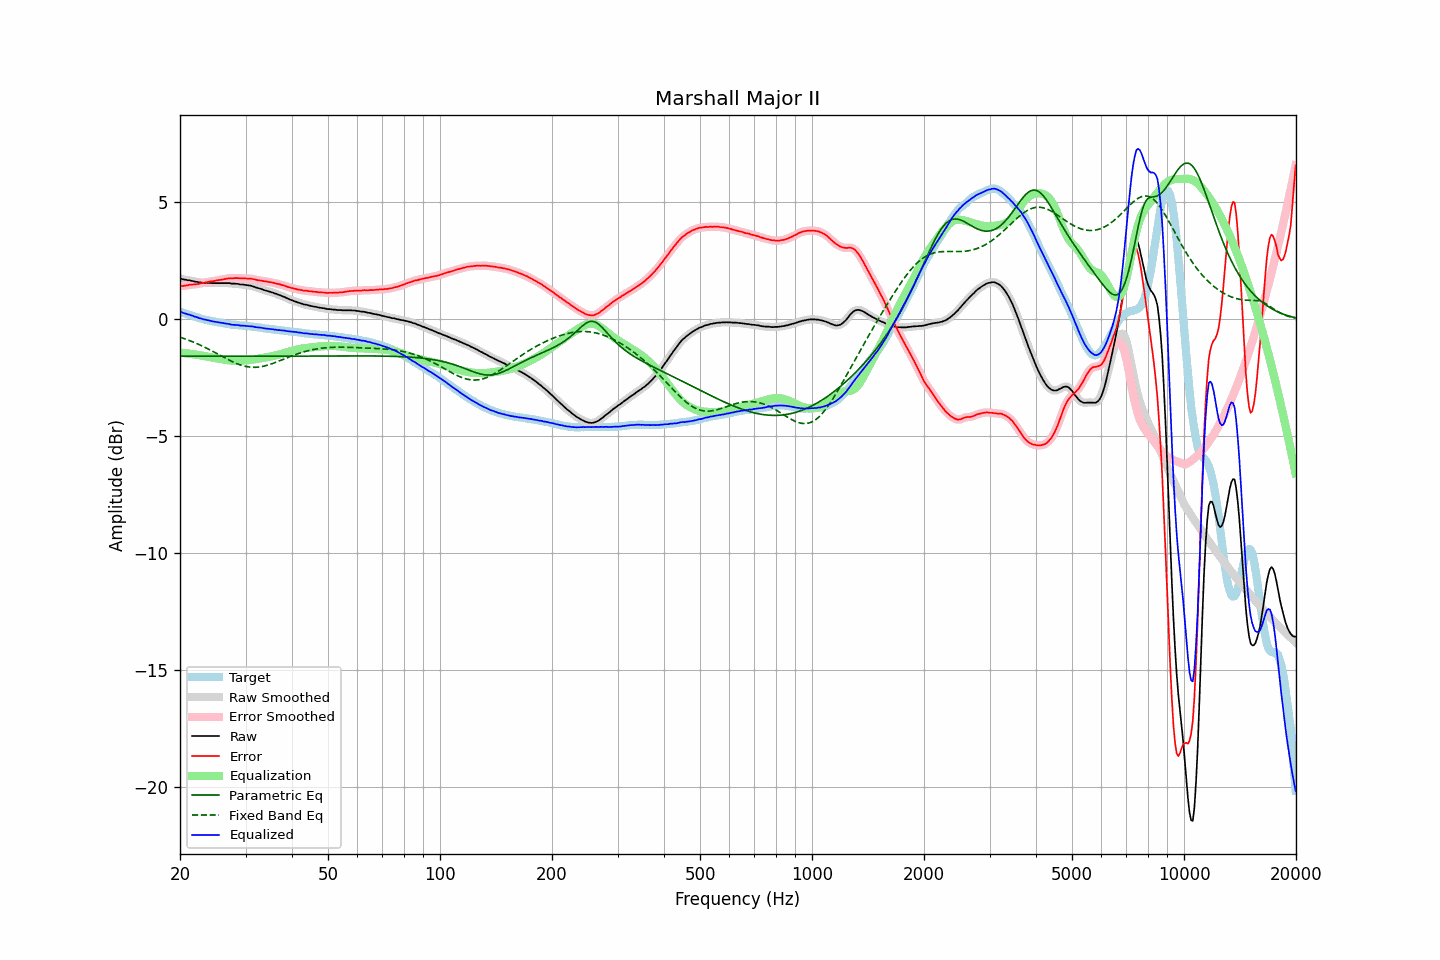 Marshall Major II
Amplitude (dBr)
5
0
−5
−10
−15
−20
Target
Raw Smoothed
Error Smoothed
Raw
Error
Equalization
Parametric Eq
Fixed Band Eq
Equalized
20 50 100 200 500 1000 2000 5000 10000 20000
Frequency (Hz)